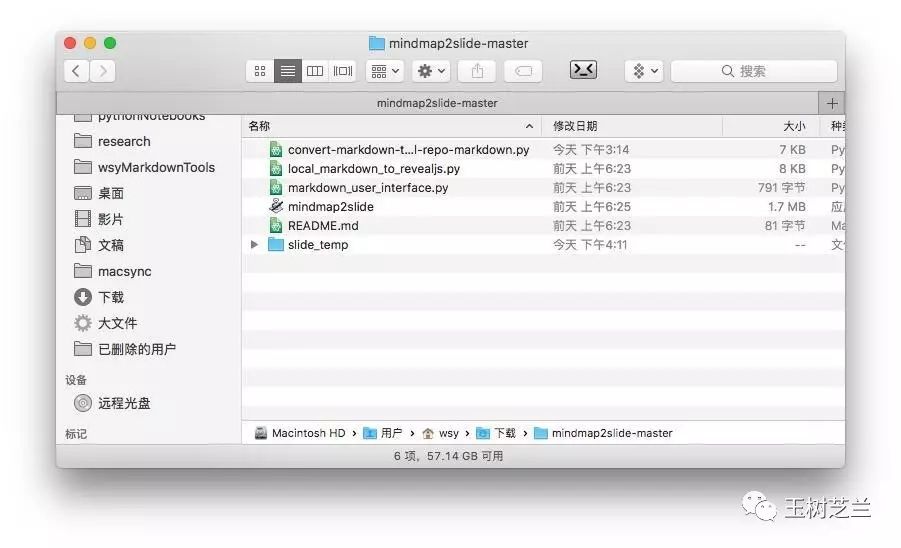 mindmap2slide-master
搜索
mindmap2slide-master
pythonNotebooks
research
wsyMarkdownTools
桌面
影片
文稿
macsync
下载
大文件
已删除的用户
设备
远程光盘
标记
名称 修改日期 大小 种类
convert-markdown-t...l-repo-markdown.py 今天 下午3:14 7 KB Py
local_markdown_to_revealjs.py 前天 上午6:23 8 KB Py
markdown_user_interface.py 前天 上午6:23 791 字节 Py
mindmap2slide 前天 上午6:25 1.7 MB 应
README.md 前天 上午6:23 81 字节 Ma
slide_temp 今天 下午4:11 -- 文
Macintosh HD › 用户 › wsy › 下载 › mindmap2slide-master
6 项，57.14 GB 可用
玉树芝兰